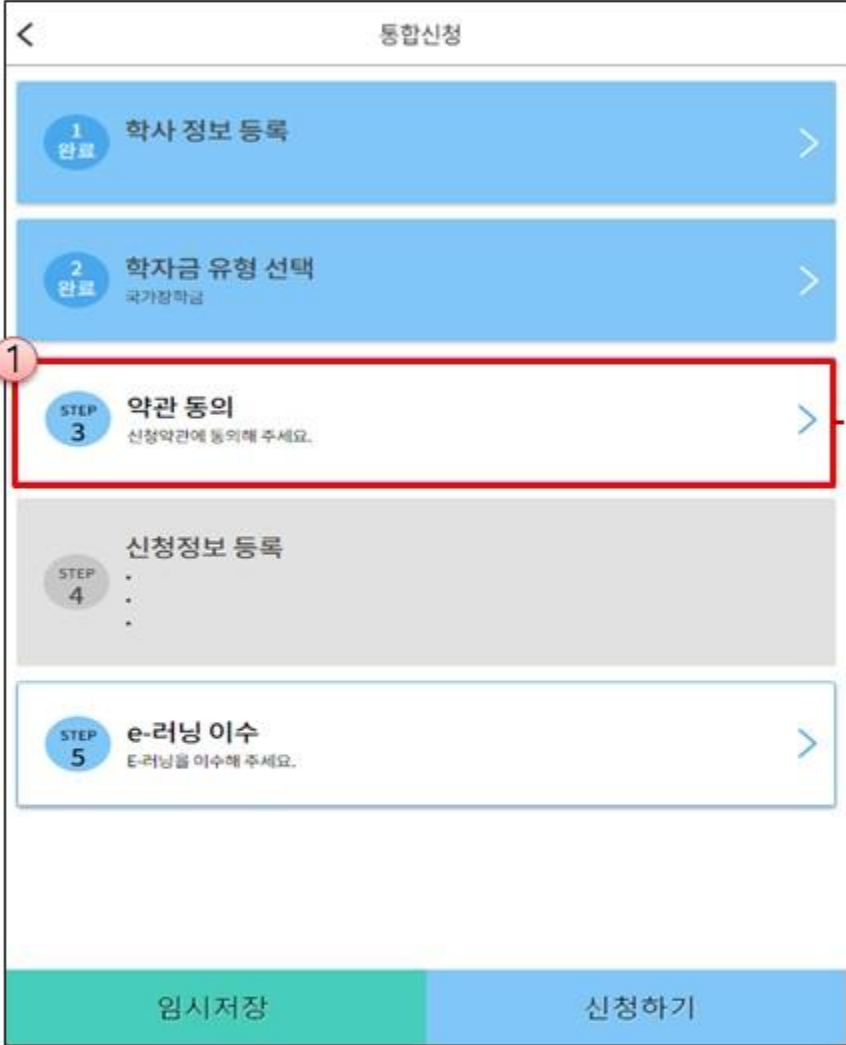 통합신청
1
완료
학사 정보 등록
2
완료
학자금 유형 선택
국가장학금
1
STEP
3
약관 동의
신청약관에 동의해 주세요.
STEP
4
신청정보 등록
STEP
5
e-러닝 이수
E-러닝을 이수해 주세요.
임시저장
신청하기